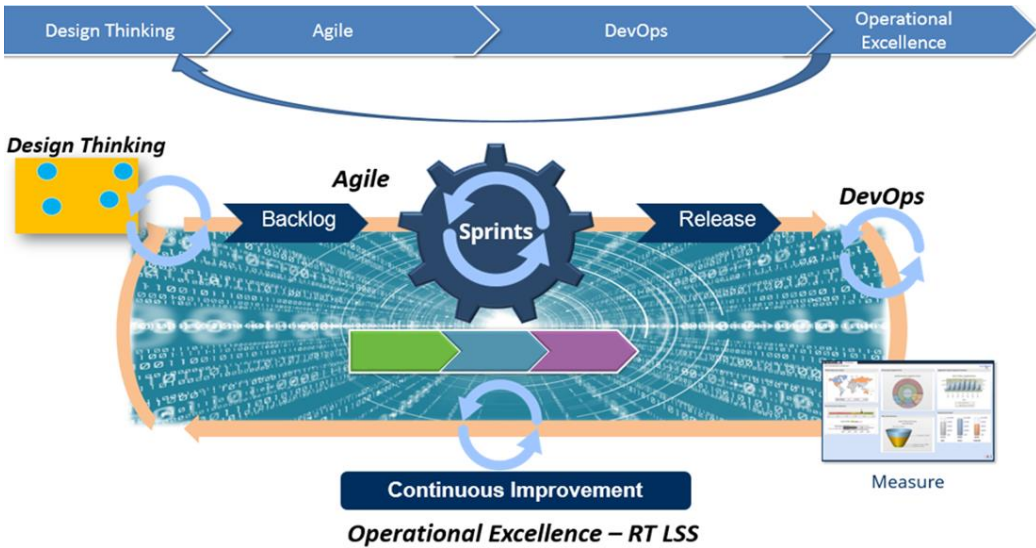 Design Thinking
Agile
DevOps
Operational
Excellence
Design Thinking
Agile
DevOps
Backlog
Sprints
Release
Measure
Continuous Improvement
Operational Excellence – RT LSS